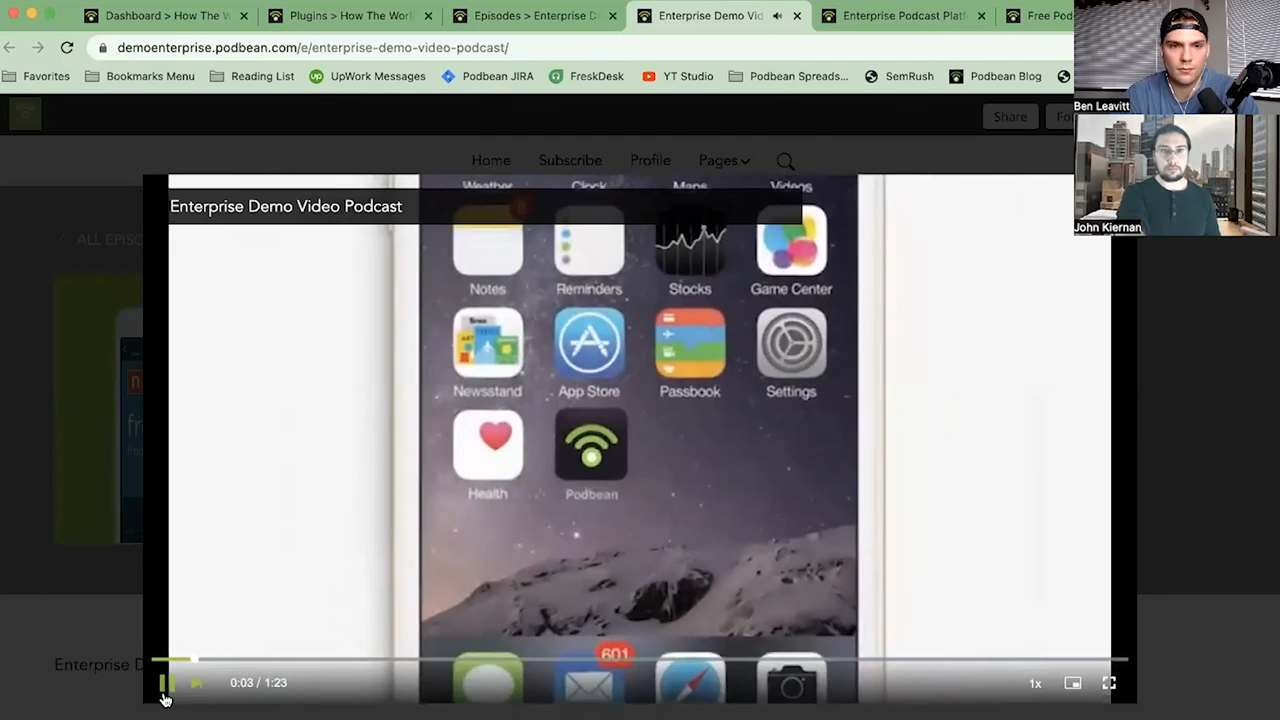 Dashboard > How The W
Plugins > How The Worl
Episodes > Enterprise D
Enterprise Demo Vid
Enterprise Podcast Platf
Free Pod
demoenterprise.podbean.com/e/enterprise-demo-video-podcast/
Favorites
Bookmarks Menu
Reading List
UpWork Messages
Podbean JIRA
FreskDesk
YT Studio
Podbean Spreads...
SemRush
Podbean Blog
Ben Leavitt
Share
Fo
Home
Subscribe
Profile
Pages
John Kiernan
Weather
Clock
Maps
Videos
Enterprise Demo Video Podcast
ALL EPISO
Notes
Reminders
Stocks
Game Center
Newsstand
App Store
Passbook
Settings
Health
Podbean
601
Enterprise D
0:03 / 1:23
1x